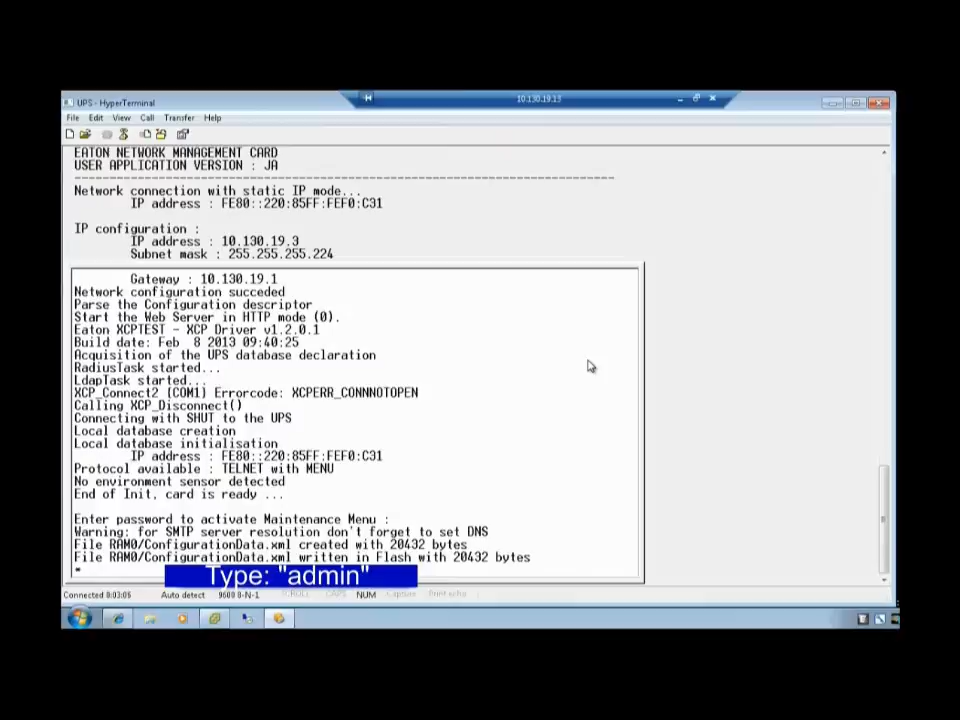 UPS - HyperTerminal
10.130.19.13
File Edit View Call Transfer Help
EATON NETWORK MANAGEMENT CARD
USER APPLICATION VERSION : JA
Network connection with static IP mode...
IP address : FE80::220:85FF:FEF0:C31
IP configuration :
IP address : 10.130.19.3
Subnet mask : 255.255.255.224
Gateway : 10.130.19.1
Network configuration succeded
Parse the Configuration descriptor
Start the Web Server in HTTP mode (0).
Eaton XCPTEST - XCP Driver v1.2.0.1
Build date: Feb 8 2013 09:40:25
Acquisition of the UPS database declaration
RadiusTask started...
LdapTask started...
XCP_Connect2 [COM1] Errorcode: XCPERR_CONNNOTOPEN
Calling XCP_Disconnect()
Connecting with SHUT to the UPS
Local database creation
Local database initialisation
IP address : FE80::220:85FF:FEF0:C31
Protocol available : TELNET with MENU
No environment sensor detected
End of Init, card is ready ...
Enter password to activate Maintenance Menu :
Warning: for SMTP server resolution don't forget to set DNS
File RAM0/ConfigurationData.xml created with 20432 bytes
File RAM0/ConfigurationData.xml written in Flash with 20432 bytes
*
Type: "admin"
Connected 0:03:05 Auto detect 9600 8-N-1 SCROLL CAPS NUM Capture Print echo